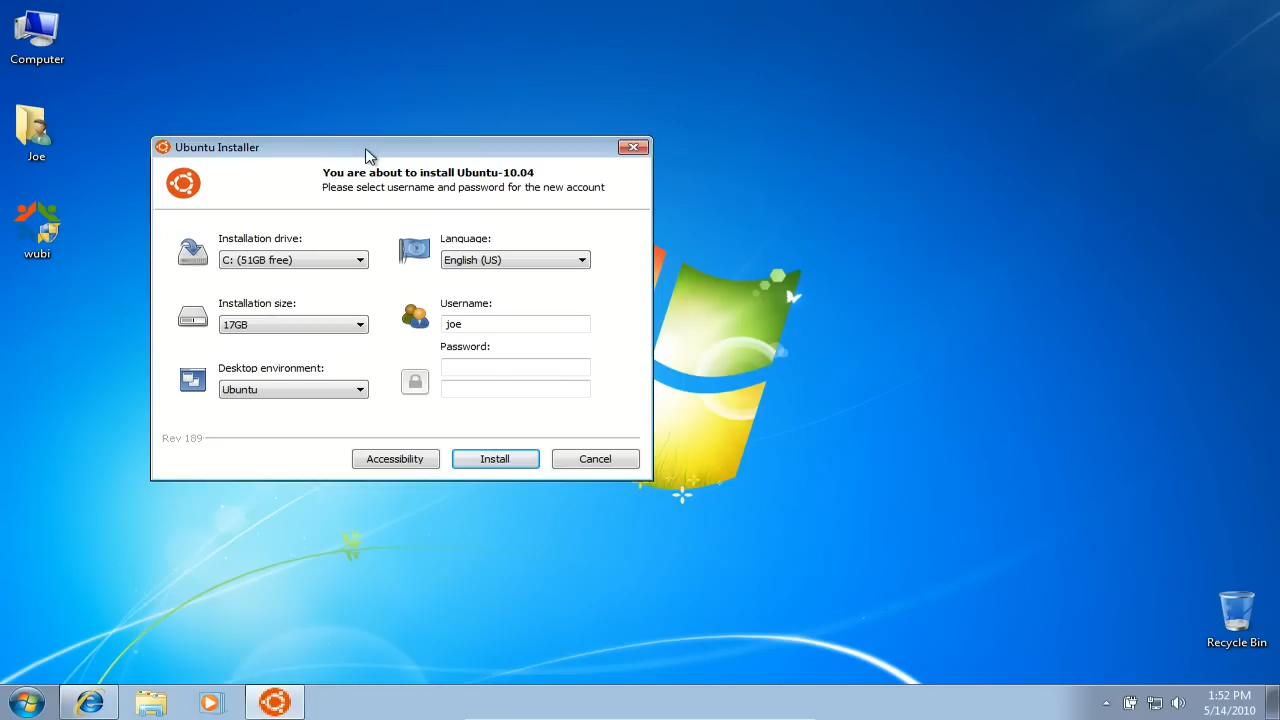 Computer
Joe
wubi
Ubuntu Installer
You are about to install Ubuntu-10.04
Please select username and password for the new account
Installation drive:
C: (51GB free)
Language:
English (US)
Installation size:
17GB
Username:
joe
Password:
Desktop environment:
Ubuntu
Rev 189
Accessibility
Install
Cancel
Recycle Bin
1:52 PM
5/14/2010